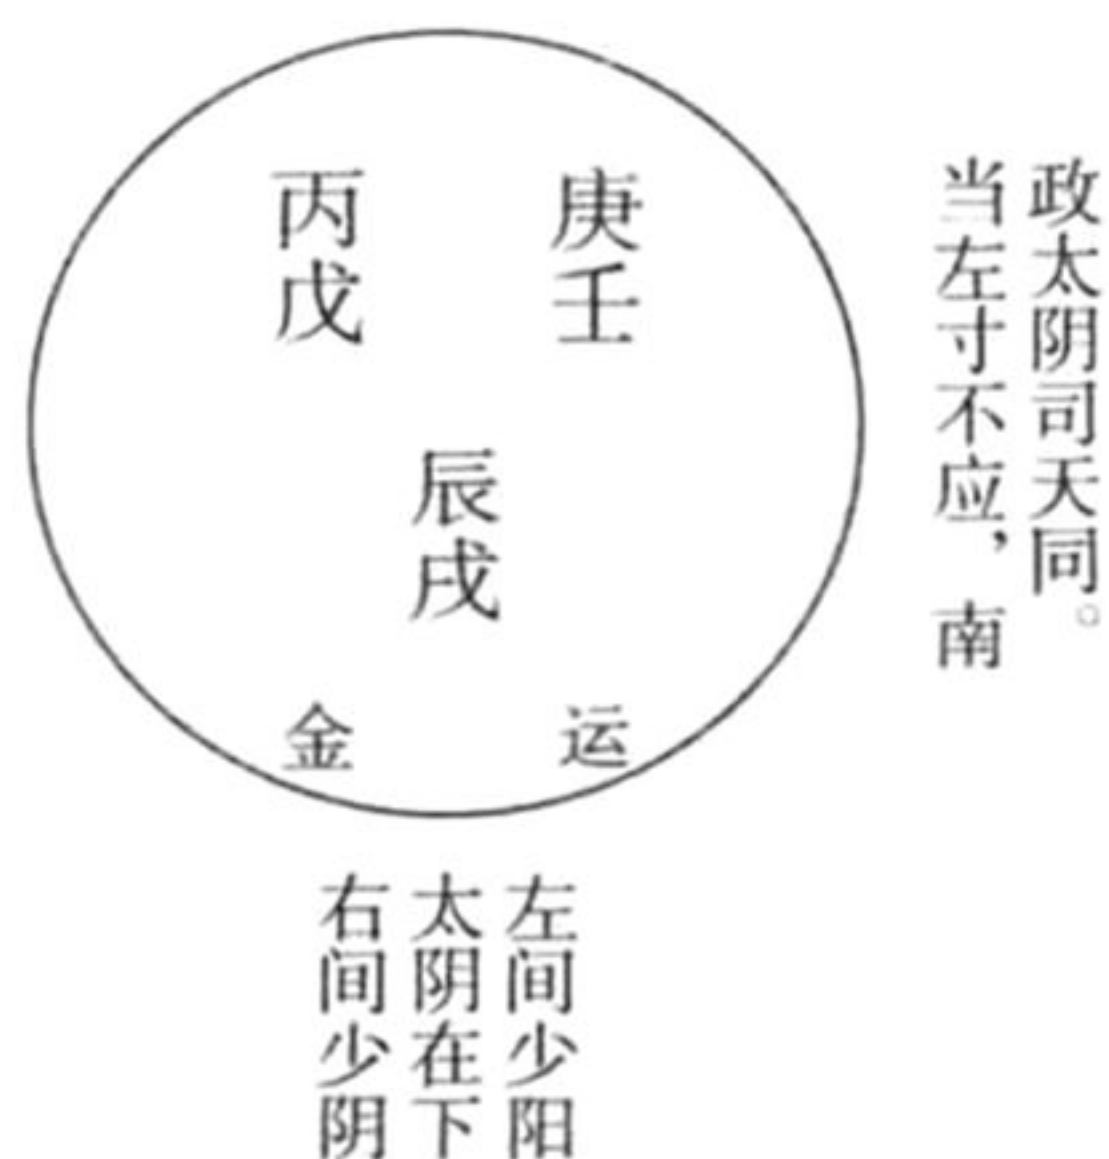 丙戊
庚壬
辰戌
金运
当左寸不应，南
政太阴司天同。
右间少阴
太阴在下
左间少阳